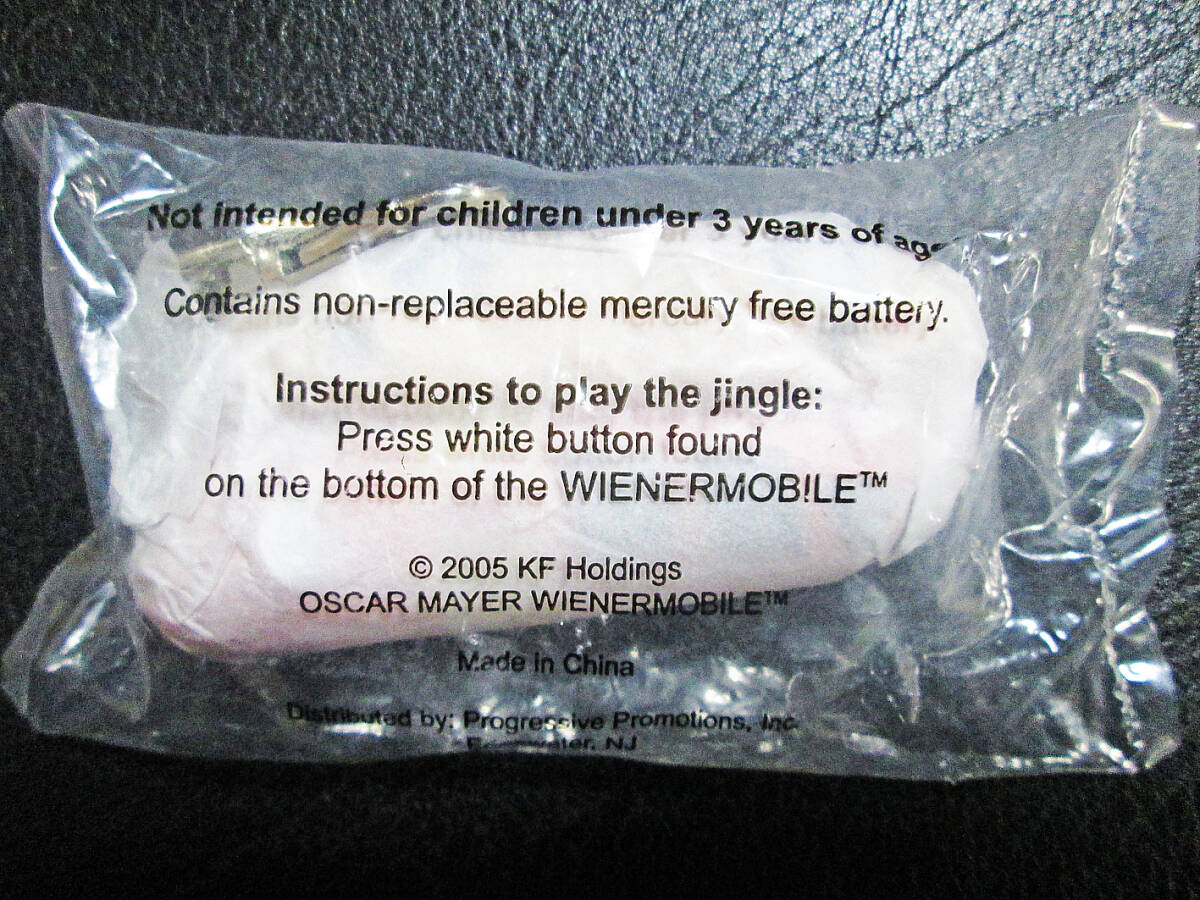 Not intended for children under 3 years of age
Contains non-replaceable mercury free battery.
Instructions to play the jingle:
Press white button found
on the bottom of the WIENERMOBILE™
© 2005 KF Holdings
OSCAR MAYER WIENERMOBILE™
Made in China
Distributed by: Progressive Promotions, Inc.
NJ